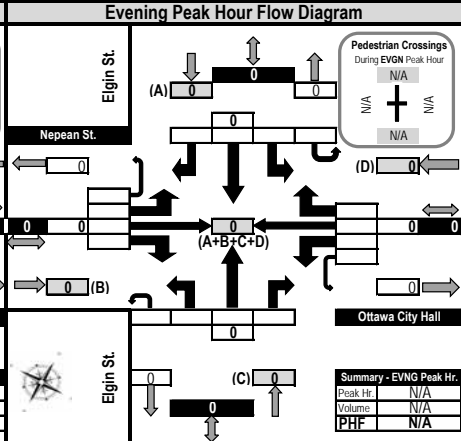 Evening Peak Hour Flow Diagram
Elgin St.
Pedestrian Crossings
During EVGN Peak Hour
N/A
N/A
N/A
N/A
0
(A) 0
0
0
Nepean St.
0
(D) 0
0
0
0
0
0
0
(A+B+C+D)
0 (B)
0
0
Ottawa City Hall
Elgin St.
0
(C) 0
0
Summary - EVNG Peak Hr.
Peak Hr. N/A
Volume N/A
PHF N/A